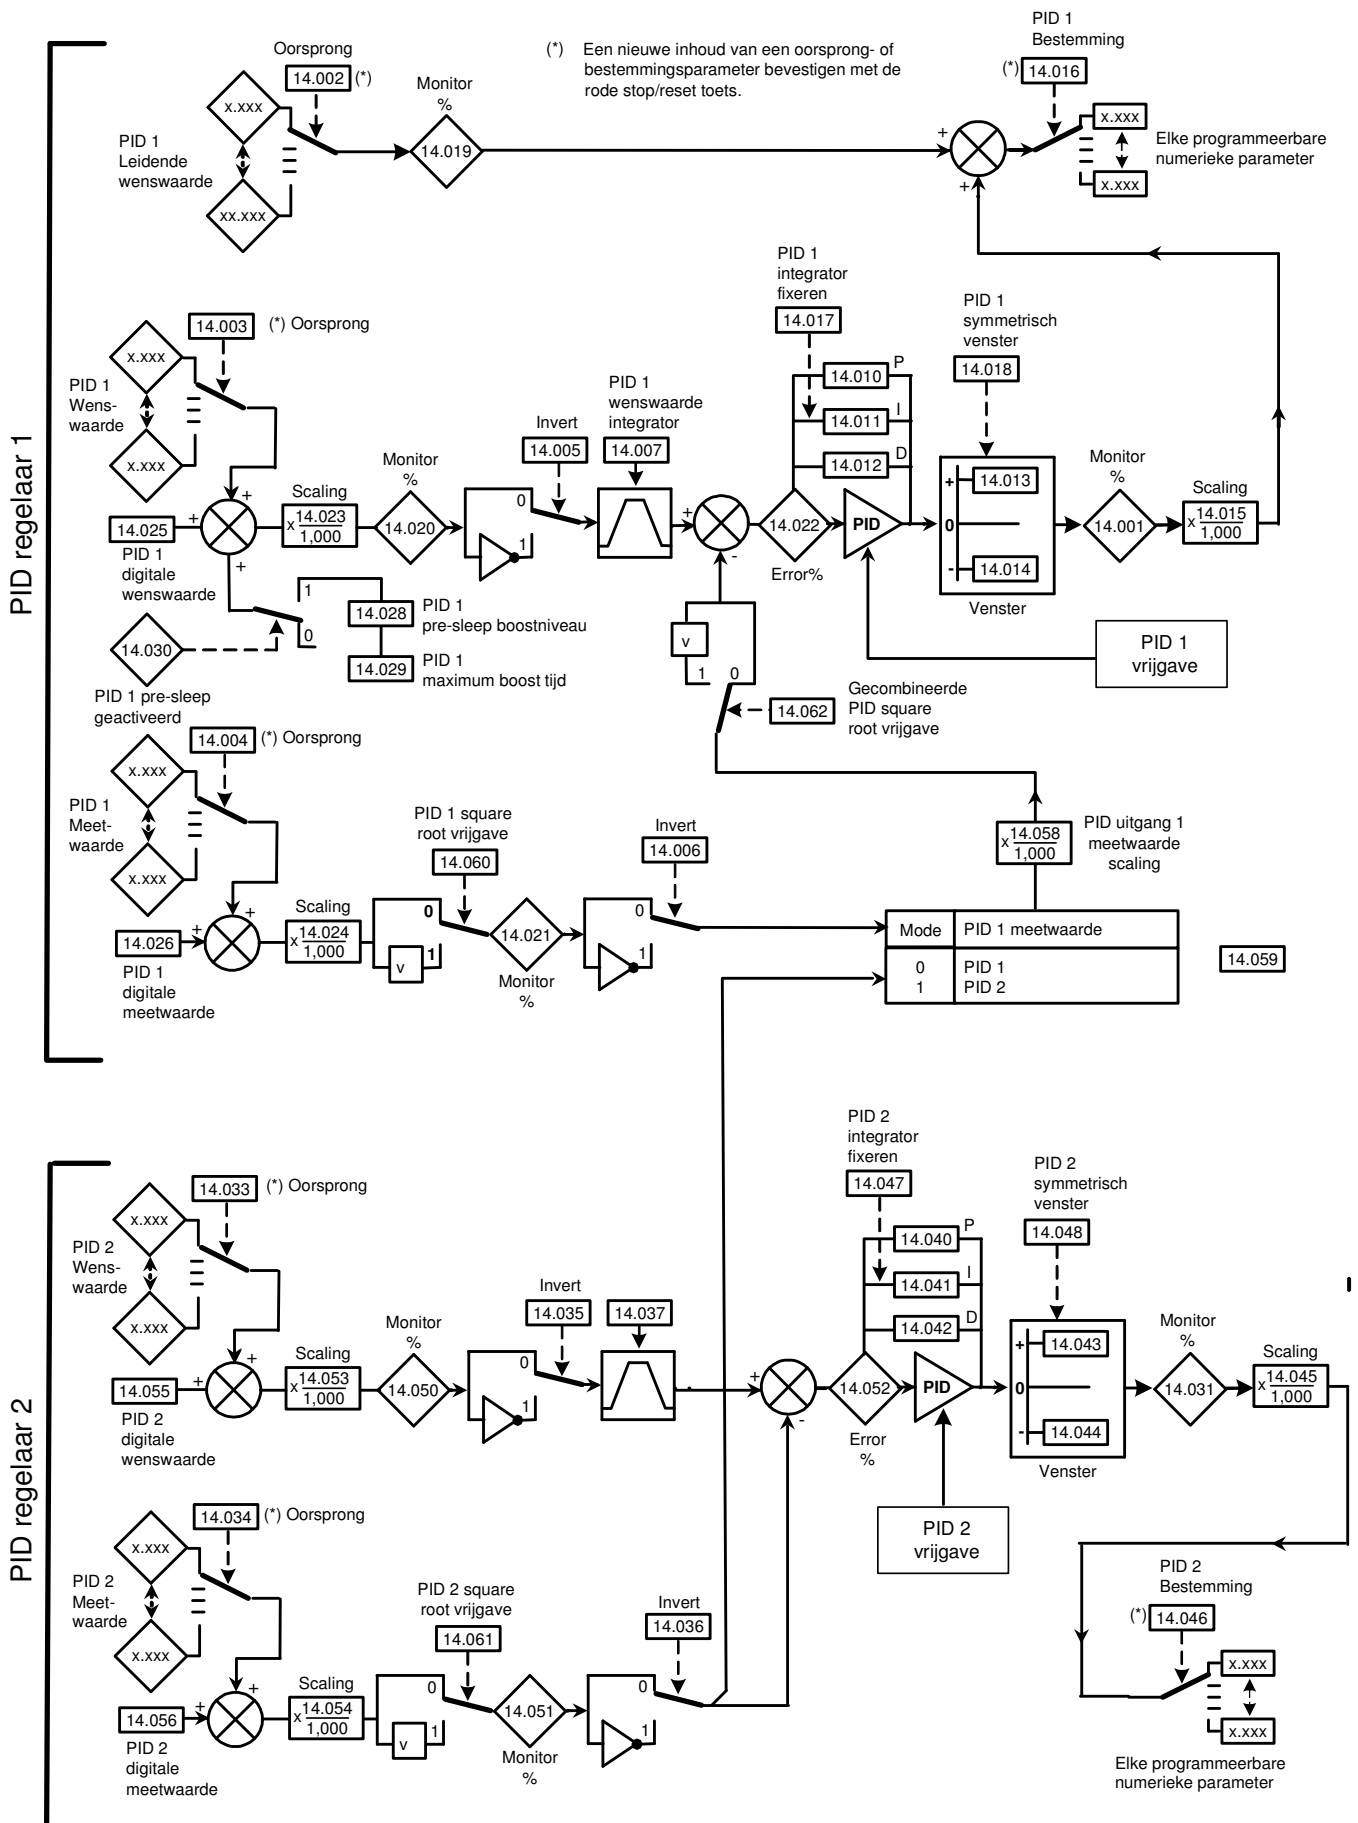 PID regelaar 1
Oorsprong
14.002 (*)
(*) Een nieuwe inhoud van een oorsprong- of
bestemmingsparameter bevestigen met de
rode stop/reset toets.
PID 1
Bestemming
(*) 14.016
x.xxx
xx.xxx
PID 1
Leidende
wenswaarde
Monitor
%
14.019
+
+
x.xxx
x.xxx
Elke programmeerbare
numerieke parameter
14.003 (*) Oorsprong
x.xxx
x.xxx
PID 1
Wens-
waarde
+
+
+
14.025
PID 1
digitale
wenswaarde
Scaling
x 14.023
1,000
Monitor
%
14.020
0
1
Invert
14.005
PID 1
wenswaarde
integrator
14.007
+
-
PID 1
integrator
fixeren
14.017
14.010 P
14.011 I
14.012 D
14.022
Error%
PID
PID 1
symmetrisch
venster
14.018
+ 14.013
0
- 14.014
Venster
Monitor
%
14.001
Scaling
x 14.015
1,000
14.030
PID 1 pre-sleep
geactiveerd
1
0
14.028
PID 1
pre-sleep boostniveau
14.029
PID 1
maximum boost tijd
v
1 0
14.062
Gecombineerde
PID square
root vrijgave
PID 1
vrijgave
14.004 (*) Oorsprong
x.xxx
x.xxx
PID 1
Meet-
waarde
+
+
14.026
PID 1
digitale
meetwaarde
Scaling
x 14.024
1,000
PID 1 square
root vrijgave
14.060
0
v 1
14.021
Monitor
%
Invert
14.006
0
1
x 14.058
1,000
PID uitgang 1
meetwaarde
scaling
Mode PID 1 meetwaarde
0 PID 1
1 PID 2
14.059
PID regelaar 2
14.033 (*) Oorsprong
x.xxx
x.xxx
PID 2
Wens-
waarde
+
+
14.055
PID 2
digitale
wenswaarde
Scaling
x 14.053
1,000
Monitor
%
14.050
0
1
Invert
14.035
14.037
+
-
PID 2
integrator
fixeren
14.047
14.040 P
14.041 I
14.042 D
14.052
Error
%
PID
PID 2
symmetrisch
venster
14.048
+ 14.043
0
- 14.044
Venster
Monitor
%
14.031
Scaling
x 14.045
1,000
PID 2
vrijgave
14.034 (*) Oorsprong
x.xxx
x.xxx
PID 2
Meet-
waarde
+
+
14.056
PID 2
digitale
meetwaarde
Scaling
x 14.054
1,000
PID 2 square
root vrijgave
14.061
0
v 1
14.051
Monitor
%
Invert
14.036
0
1
PID 2
Bestemming
(*) 14.046
x.xxx
x.xxx
Elke programmeerbare
numerieke parameter